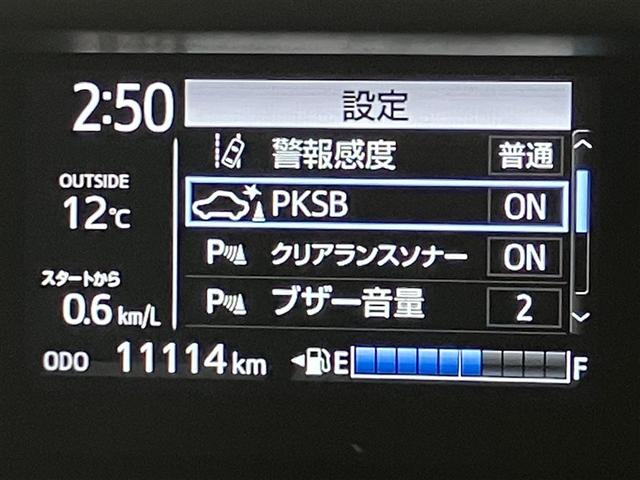 2:50
設定
警報感度 普通
OUTSIDE
12℃
PKSB ON
P クリアランスソナー ON
スタートから
0.6 km/L
P ブザー音量 2
ODO 11114 km
E F